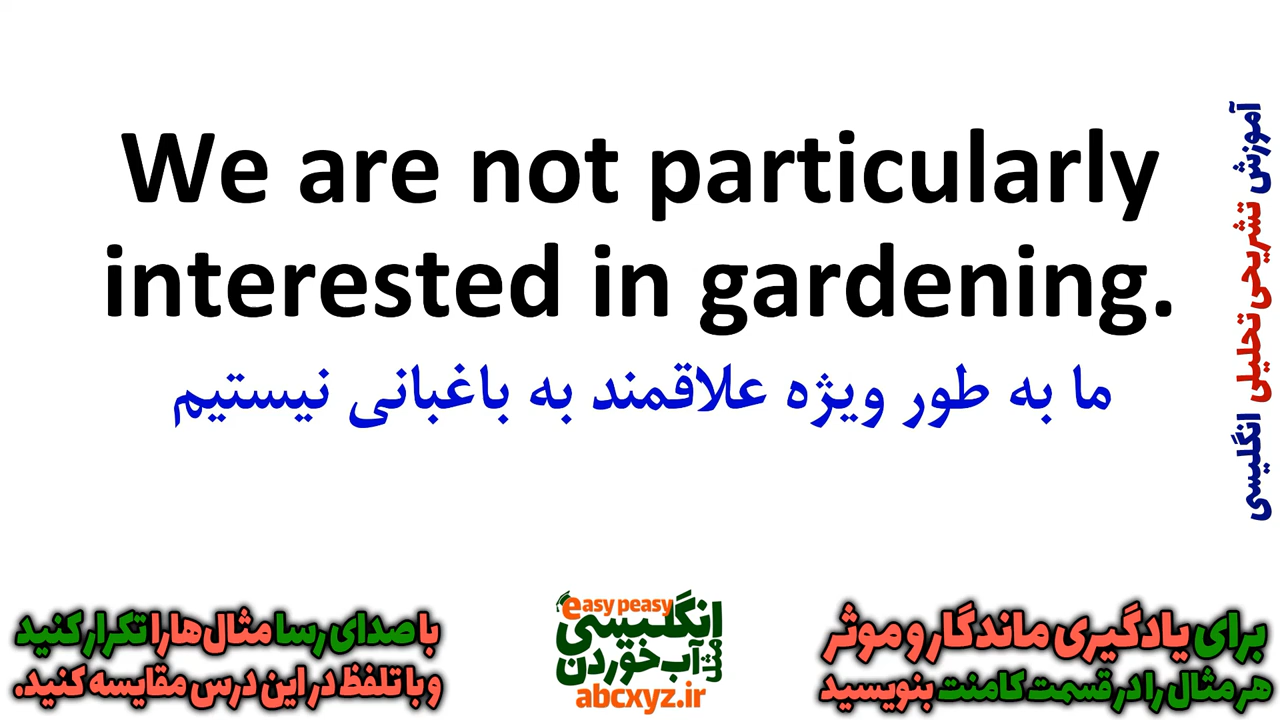 We are not particularly
interested in gardening.
ما به طور ویژه علاقمند به باغبانی نیستیم
آموزش تشریحی تحلیلی انگلیسی
برای یادگیری ماندگار و موثر
هر مثال را در قسمت کامنت بنویسید
easy peasy
انگلیسی
مثل
آب خوردن
abcxyz.ir
با صدای رسا مثال‌ها را تکرار کنید
و با تلفظ در این درس مقایسه کنید.